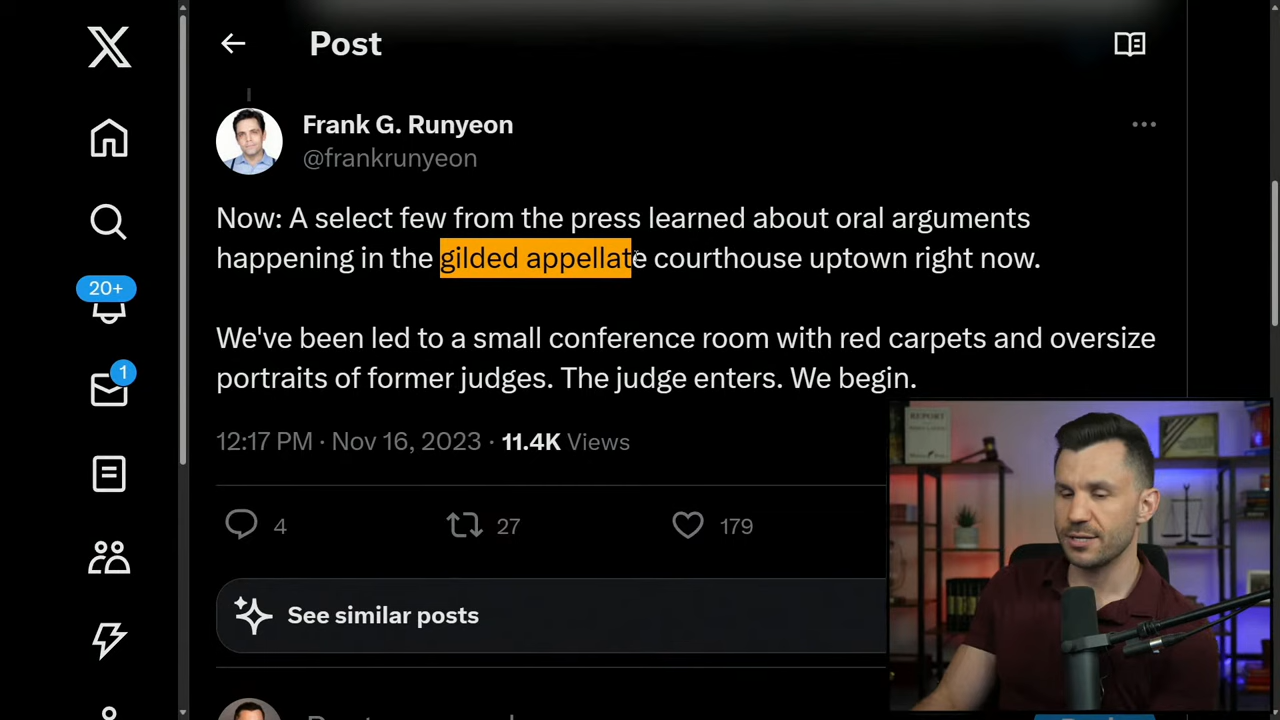 Post
Frank G. Runyeon
@frankrunyeon
Now: A select few from the press learned about oral arguments
happening in the gilded appellate courthouse uptown right now.
We've been led to a small conference room with red carpets and oversize
portraits of former judges. The judge enters. We begin.
20+
1
12:17 PM · Nov 16, 2023 · 11.4K Views
4
27
179
See similar posts
REPORT